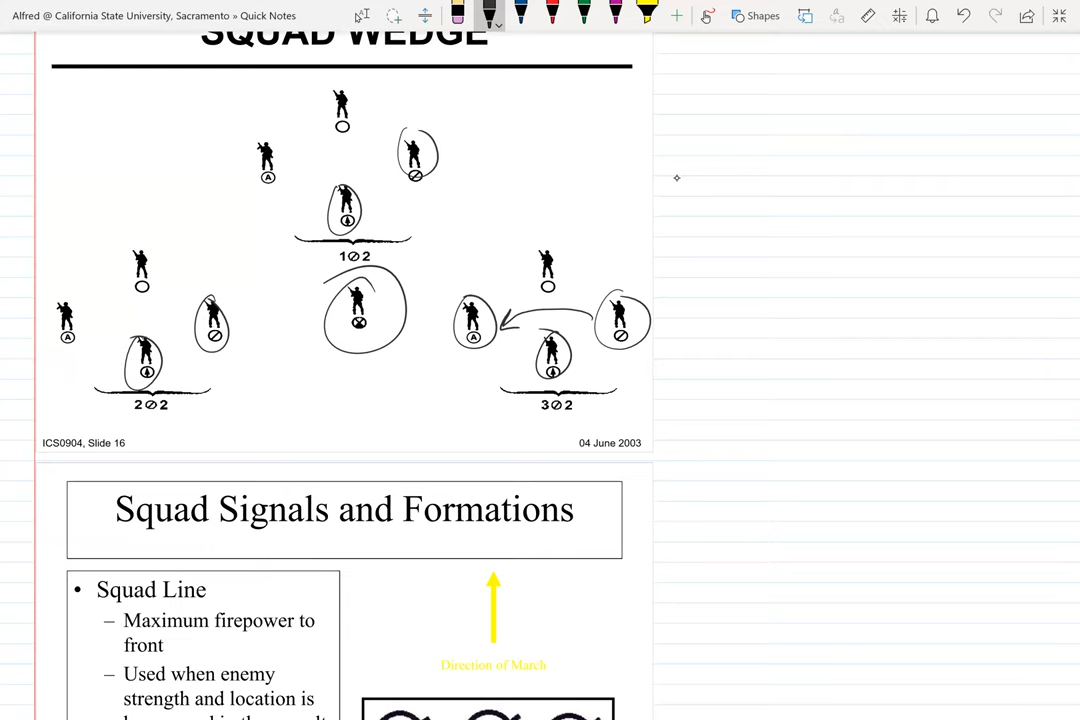 Alfred @ California State University, Sacramento » Quick Notes
Shapes
SQUAD WEDGE
A
1⊘2
A
A
2⊘2
3⊘2
ICS0904, Slide 16
04 June 2003
Squad Signals and Formations
• Squad Line
– Maximum firepower to
front
– Used when enemy
strength and location is
Direction of March